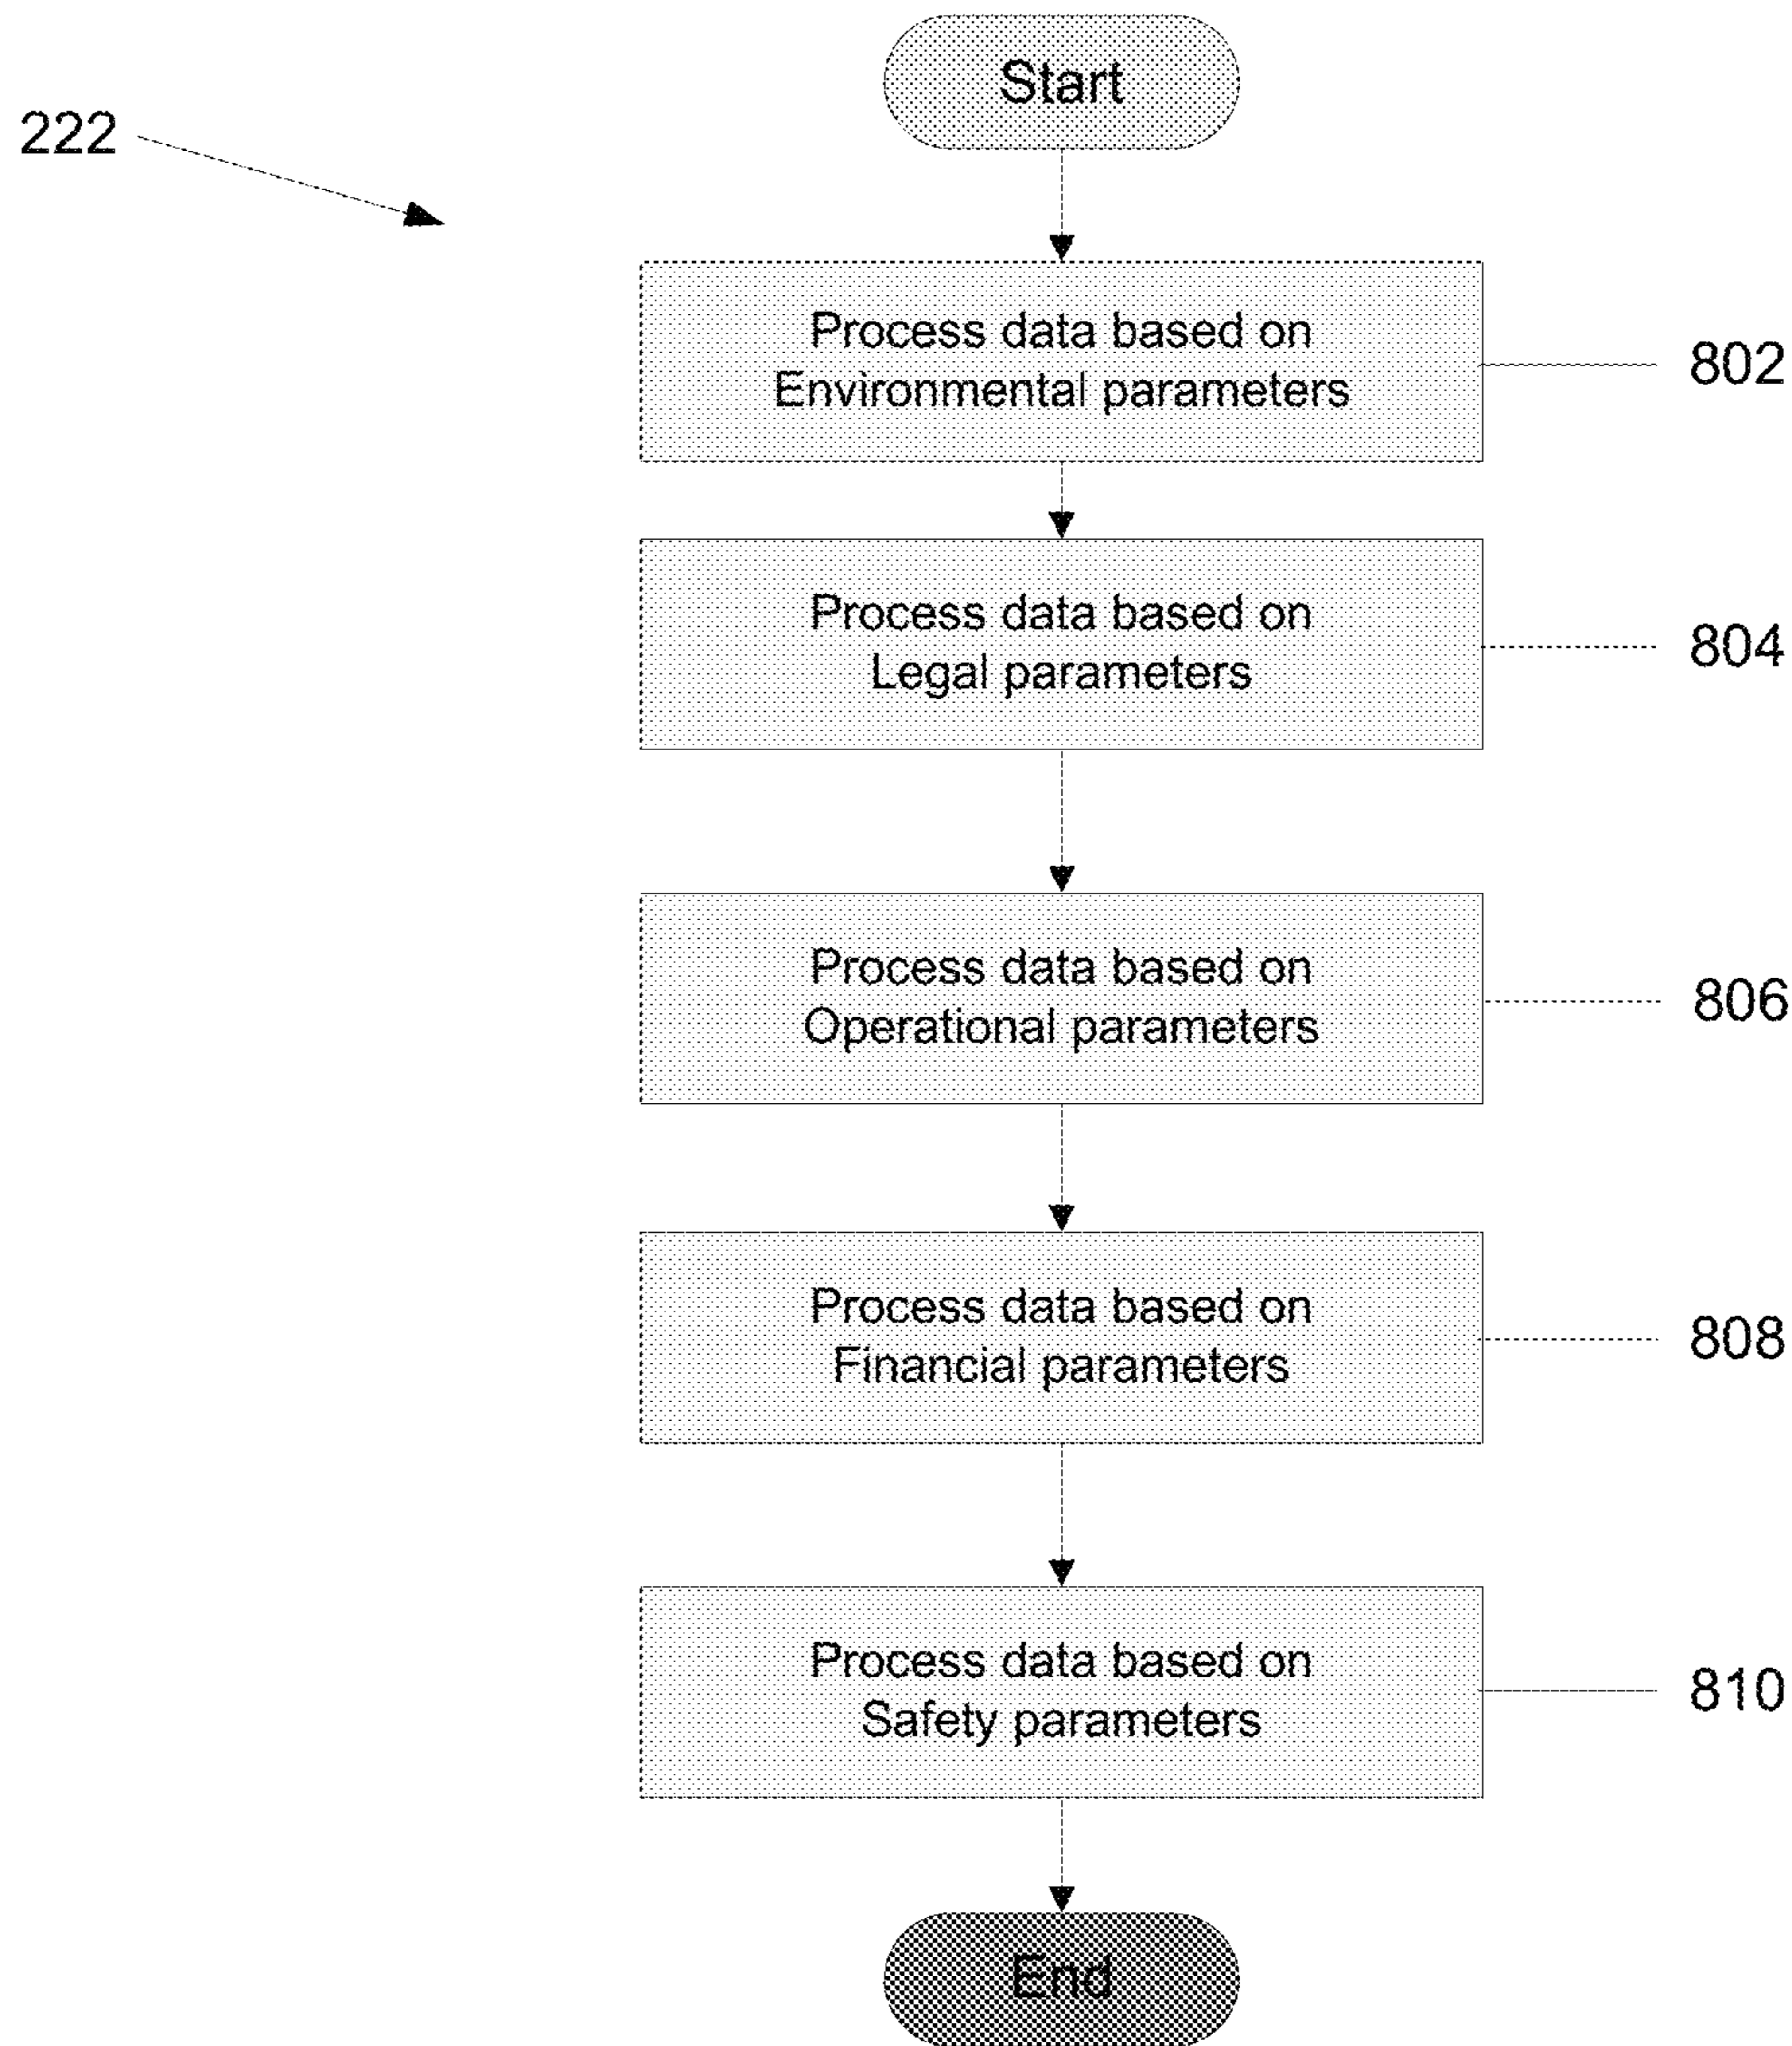 Start
222
Process data based on
Environmental parameters
802
Process data based on
Legal parameters
804
Process data based on
Operational parameters
806
Process data based on
Financial parameters
808
Process data based on
Safety parameters
810
End